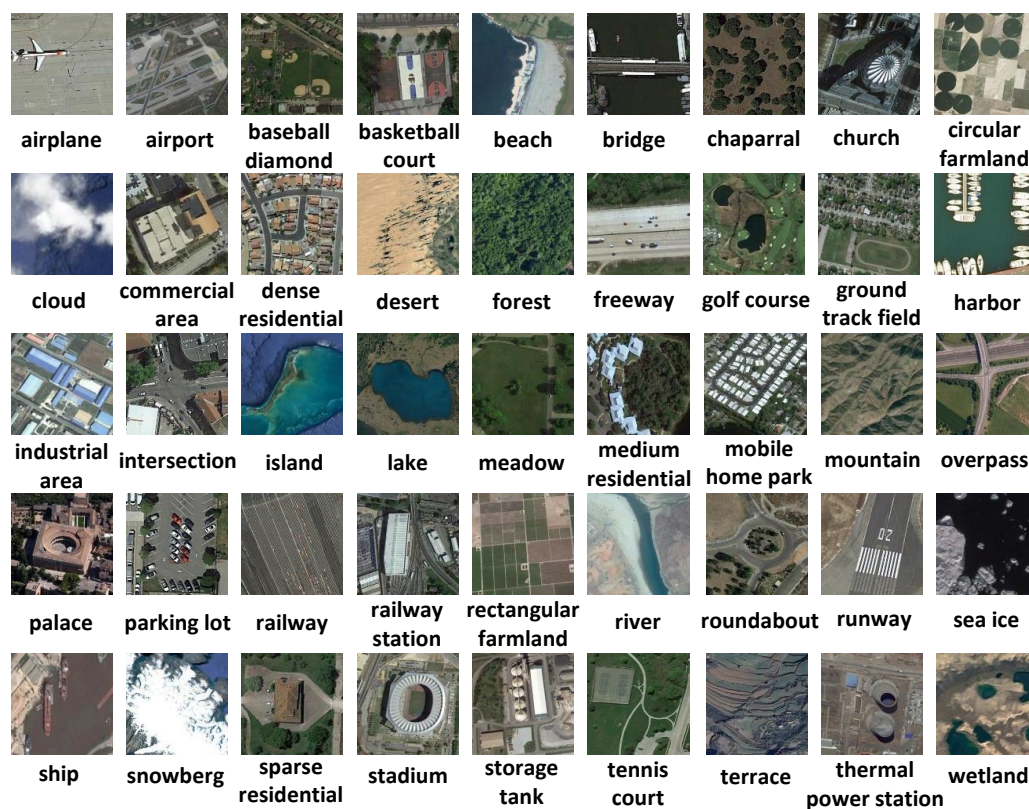 airplane
airport
baseball
diamond
basketball
court
beach
bridge
chaparral
church
circular
farmland
cloud
commercial
area
dense
residential
desert
forest
freeway
golf course
ground
track field
harbor
industrial
area
intersection
island
lake
meadow
medium
residential
mobile
home park
mountain
overpass
02
palace
parking lot
railway
railway
station
rectangular
farmland
river
roundabout
runway
sea ice
ship
snowberg
sparse
residential
stadium
storage
tank
tennis
court
terrace
thermal
power station
wetland